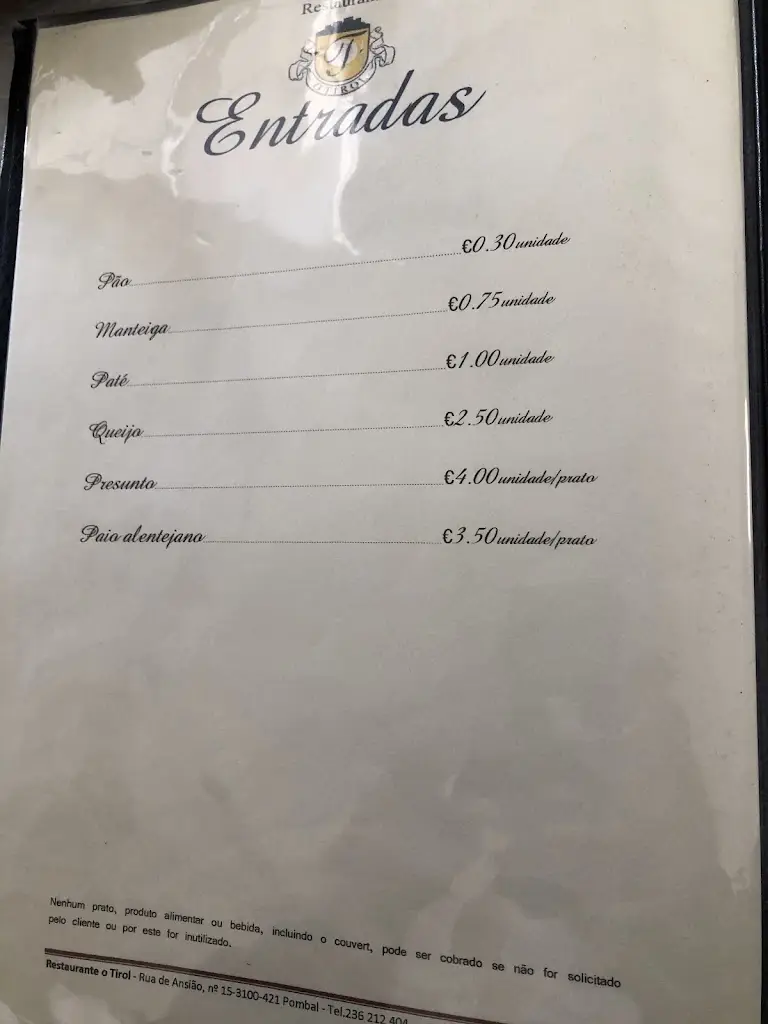 Restaurante
O TIROL
Entradas
Pão €0.30 unidade
Manteiga €0.75 unidade
Paté €1.00 unidade
Queijo €2.50 unidade
Presunto €4.00 unidade/prato
Paio alentejano €3.50 unidade/prato
Nenhum prato, produto alimentar ou bebida, incluindo o couvert, pode ser cobrado se não for solicitado
pelo cliente ou por este for inutilizado.
Restaurante o Tirol - Rua de Ansião, nº 15-3100-421 Pombal - Tel.236 212 404